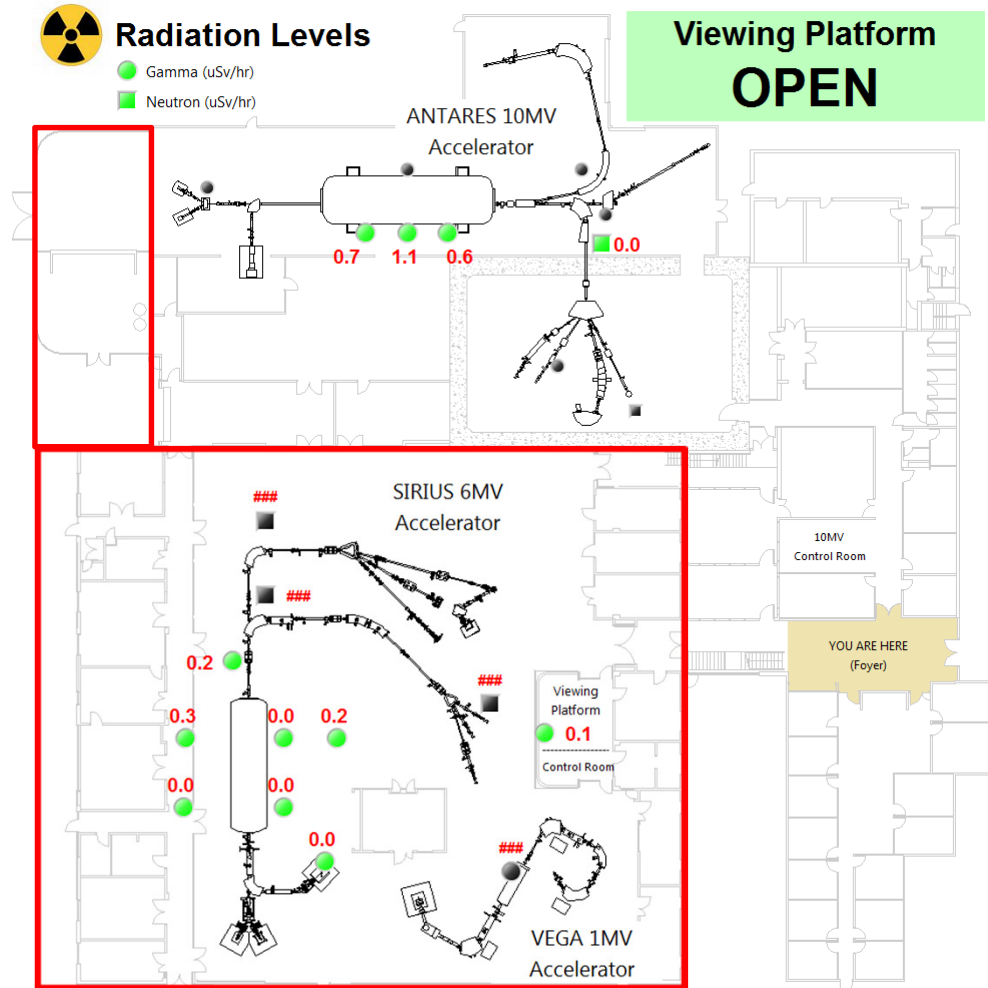 Radiation Levels
Gamma (uSv/hr)
Neutron (uSv/hr)
Viewing Platform
OPEN
ANTARES 10MV
Accelerator
0.7 1.1 0.6
0.0
SIRIUS 6MV
Accelerator
###
###
0.2
###
0.3 0.0 0.2
0.0 0.0
0.0
Viewing
Platform
0.1
Control Room
###
VEGA 1MV
Accelerator
10MV
Control Room
YOU ARE HERE
(Foyer)